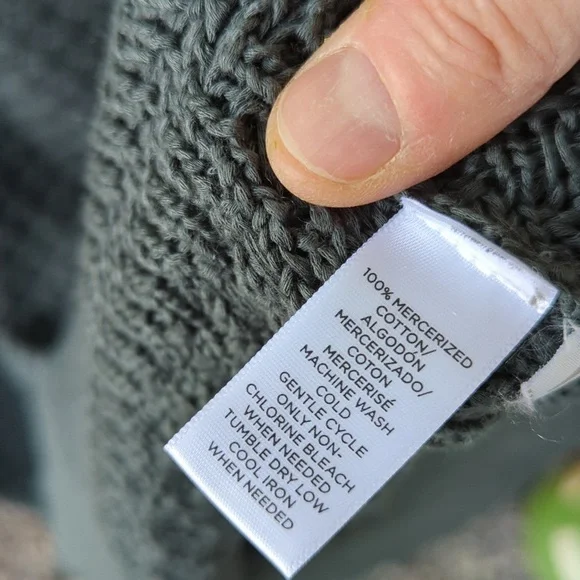 100% MERCERIZED
COTTON/
ALGODÓN
MERCERIZADO/
COTON
MERCERISÉ
MACHINE WASH
COLD
GENTLE CYCLE
ONLY NON-
CHLORINE BLEACH
WHEN NEEDED
TUMBLE DRY LOW
COOL IRON
WHEN NEEDED